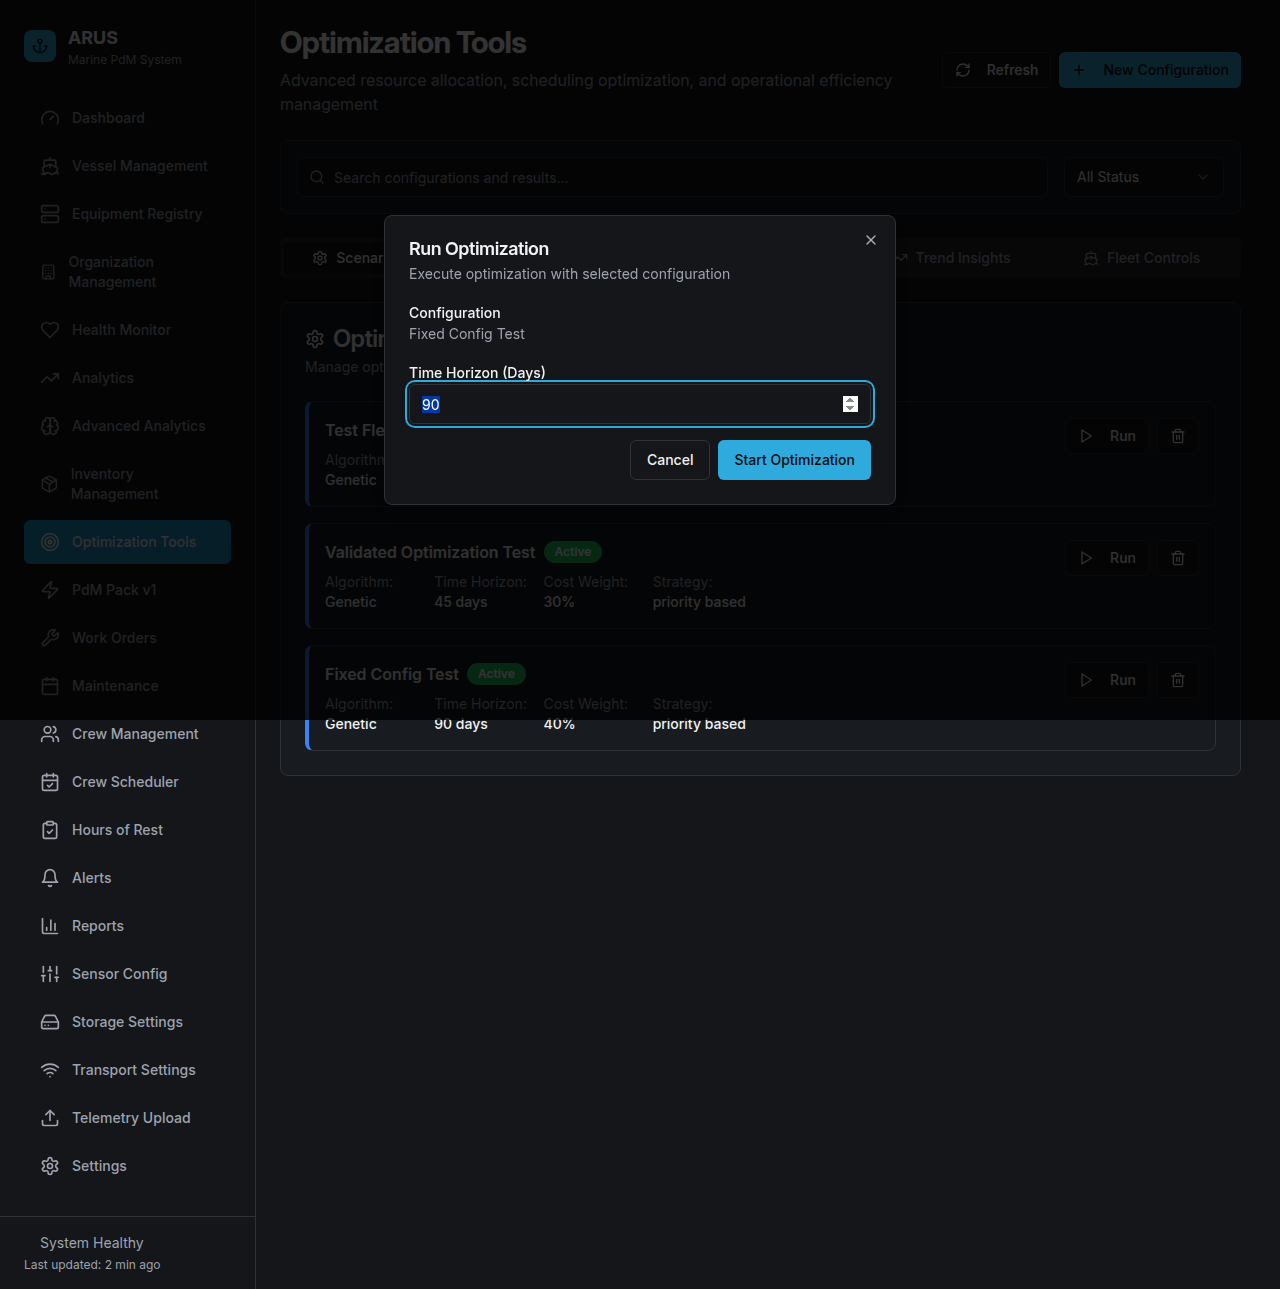 ARUS
Marine PdM System
Dashboard
Vessel Management
Equipment Registry
Organization
Management
Health Monitor
Analytics
Advanced Analytics
Inventory
Management
Optimization Tools
PdM Pack v1
Work Orders
Maintenance
Crew Management
Crew Scheduler
Hours of Rest
Alerts
Reports
Sensor Config
Storage Settings
Transport Settings
Telemetry Upload
Settings
System Healthy
Last updated: 2 min ago
Optimization Tools
Advanced resource allocation, scheduling optimization, and operational efficiency
management
Refresh
New Configuration
Search configurations and results...
All Status
Scenar
Trend Insights
Fleet Controls
Optim
Manage opt
Run Optimization
Execute optimization with selected configuration
Configuration
Fixed Config Test
Time Horizon (Days)
90
Cancel
Start Optimization
Test Fle
Algorithm
Genetic
Run
Validated Optimization Test
Active
Run
Algorithm: Time Horizon: Cost Weight: Strategy:
Genetic 45 days 30% priority based
Fixed Config Test
Active
Run
Algorithm: Time Horizon: Cost Weight: Strategy:
Genetic 90 days 40% priority based